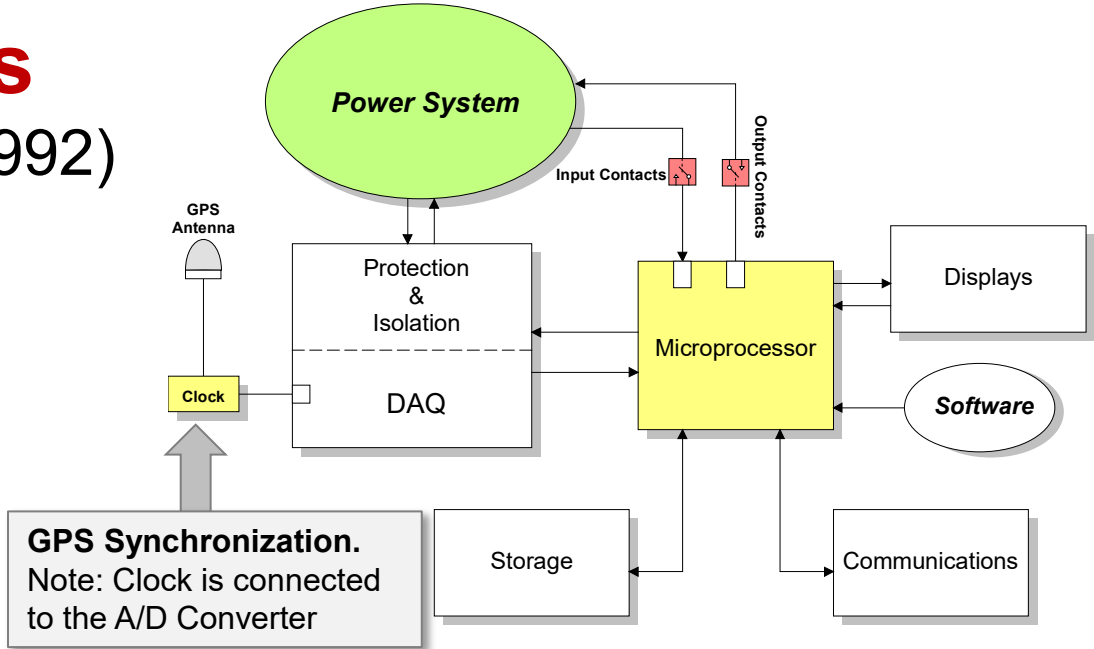 s
992)
Power System
Input Contacts
Output Contacts
GPS
Antenna
Protection
&
Isolation
Displays
Microprocessor
Clock
DAQ
Software
GPS Synchronization.
Note: Clock is connected
to the A/D Converter
Storage
Communications